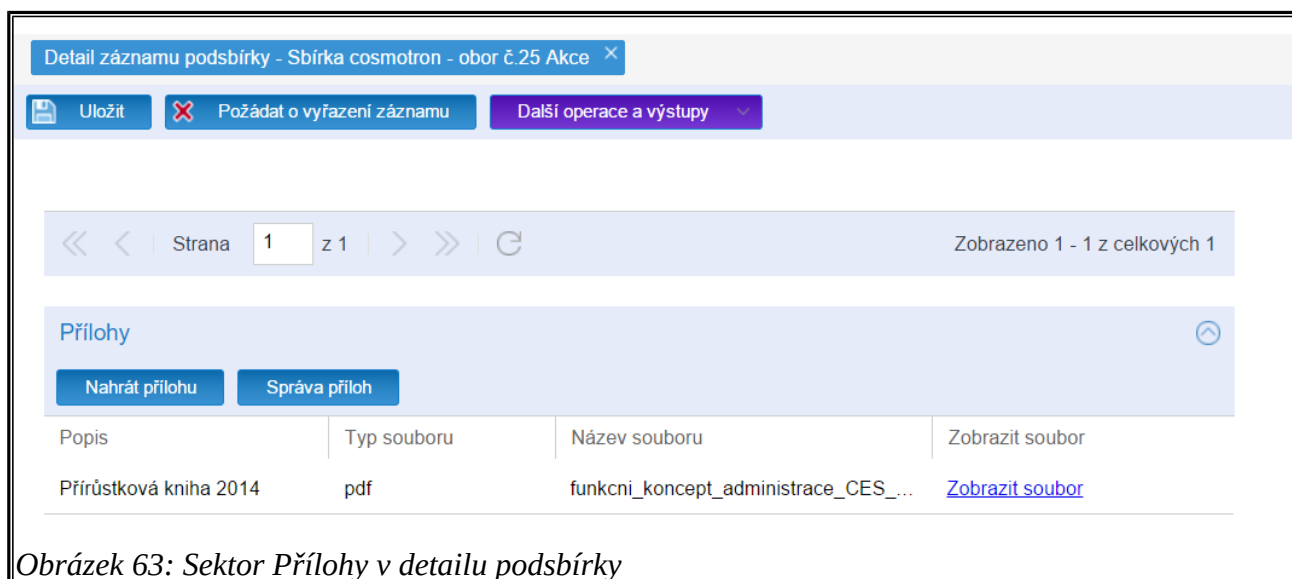 Detail záznamu podsbírky - Sbírka cosmotron - obor č.25 Akce
Uložit Požádat o vyřazení záznamu Další operace a výstupy
Strana 1 z 1 Zobrazeno 1 - 1 z celkových 1
Přílohy
Nahrát přílohu Správa příloh
Popis Typ souboru Název souboru Zobrazit soubor
Přírůstková kniha 2014 pdf funkcni_koncept_administrace_CES_... Zobrazit soubor
Obrázek 63: Sektor Přílohy v detailu podsbírky